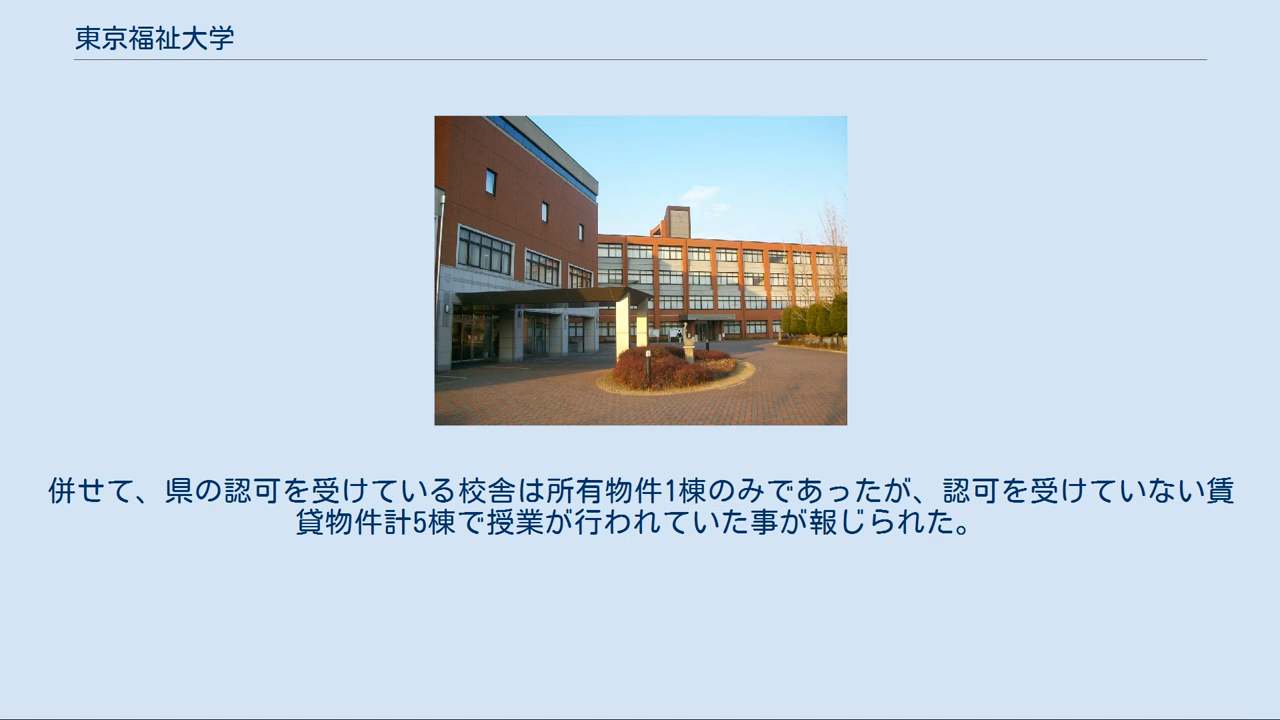 東京福祉大学
併せて、県の認可を受けている校舎は所有物件1棟のみであったが、認可を受けていない賃
貸物件計5棟で授業が行われていた事が報じられた。